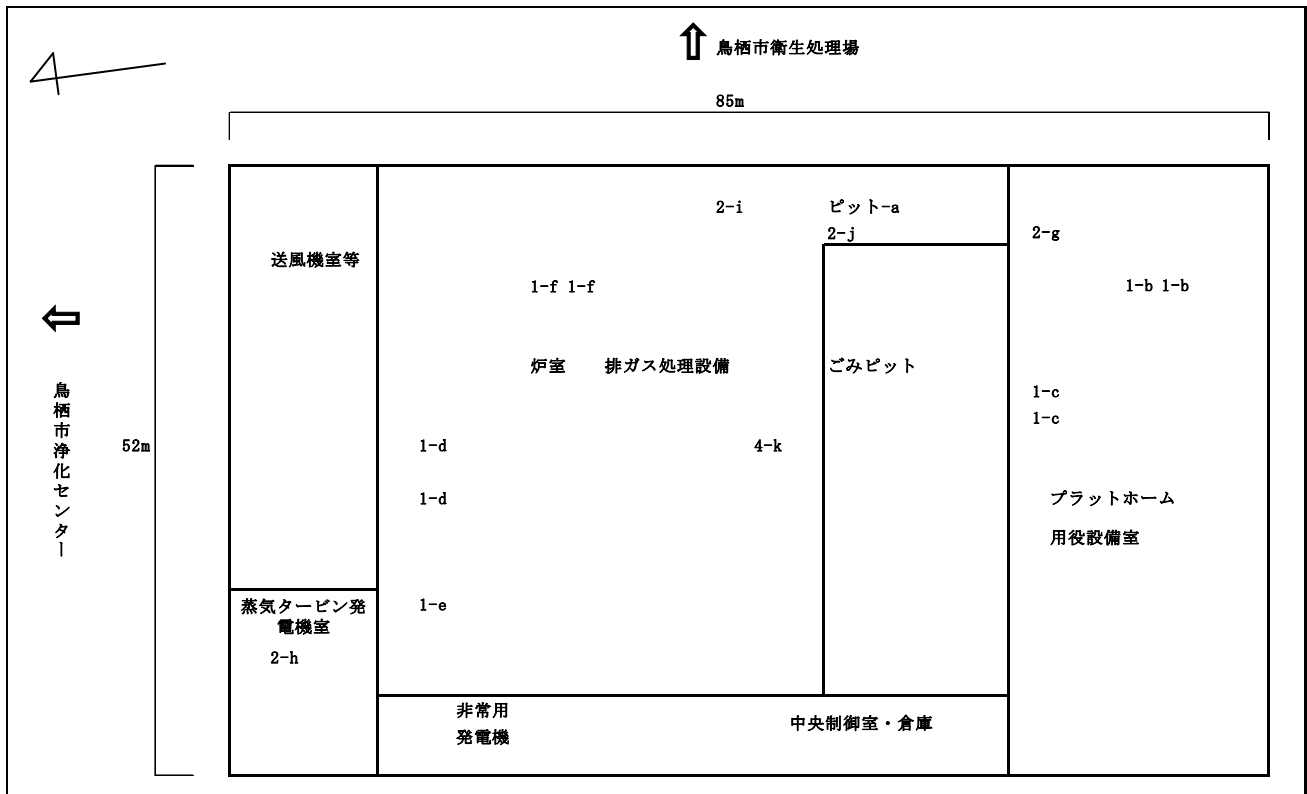 鳥栖市衛生処理場
85m
2-i
ピット-a
2-j
2-g
送風機室等
1-f 1-f
1-b 1-b
炉室
排ガス処理設備
ごみピット
1-c
1-c
鳥栖市浄化センター
52m
1-d
4-k
1-d
プラットホーム
用役設備室
蒸気タービン発
電機室
1-e
2-h
非常用
発電機
中央制御室・倉庫